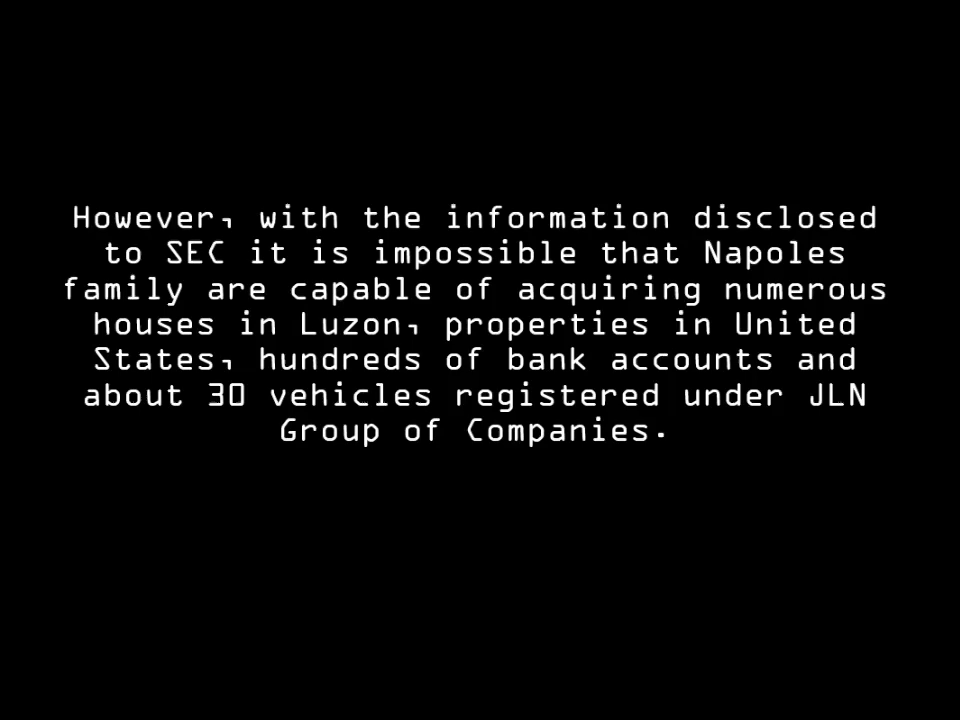 However, with the information disclosed
to SEC it is impossible that Napoles
family are capable of acquiring numerous
houses in Luzon, properties in United
States, hundreds of bank accounts and
about 30 vehicles registered under JLN
Group of Companies.